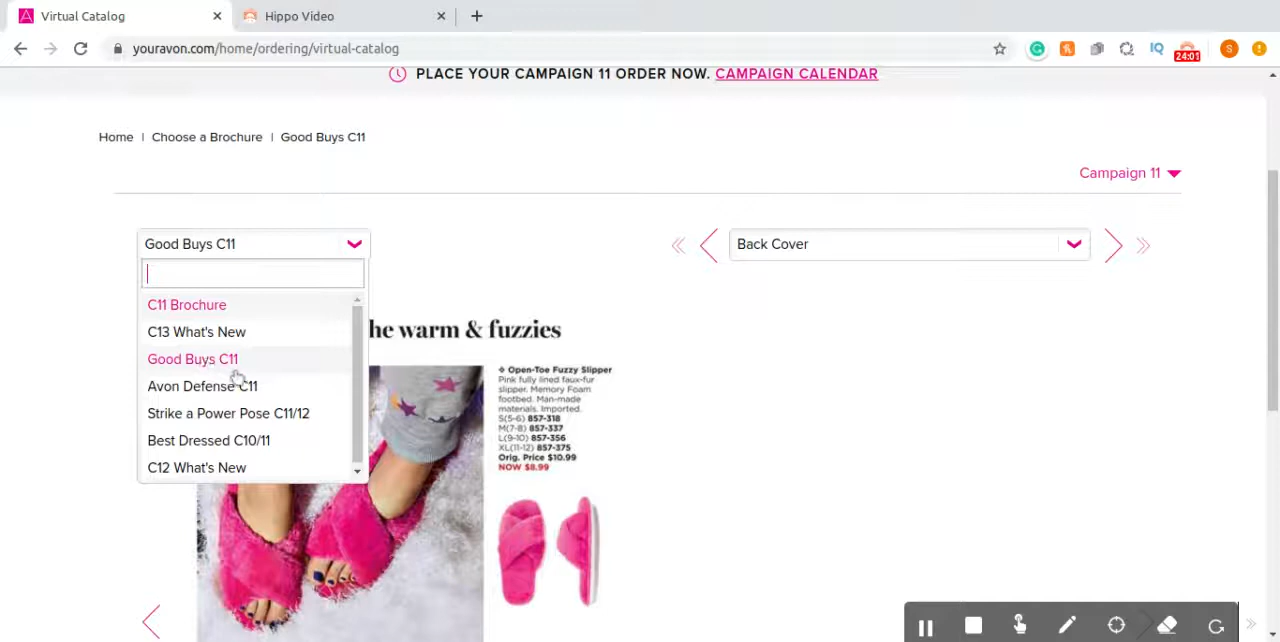 Virtual Catalog
Hippo Video
youravon.com/home/ordering/virtual-catalog
IQ
24:01
S
PLACE YOUR CAMPAIGN 11 ORDER NOW. CAMPAIGN CALENDAR
Home | Choose a Brochure | Good Buys C11
Campaign 11
Good Buys C11
Back Cover
C11 Brochure
C13 What's New
Good Buys C11
Avon Defense C11
Strike a Power Pose C11/12
Best Dressed C10/11
C12 What's New
he warm & fuzzies
Open-Toe Fuzzy Slipper
Pink fully lined faux-fur
slipper. Memory Foam
footbed. Man-made
materials. Imported.
S(5-6) 857-318
M(7-8) 857-337
L(9-10) 857-356
XL(11-12) 857-375
Orig. Price $10.99
NOW $8.99